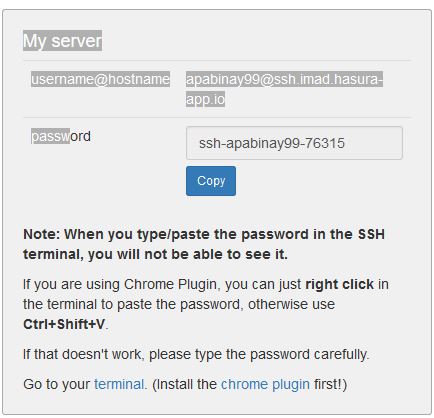 My server
username@hostname apabinay99@ssh.imad.hasura-
app.io
password ssh-apabinay99-76315
Copy
Note: When you type/paste the password in the SSH
terminal, you will not be able to see it.
If you are using Chrome Plugin, you can just right click in
the terminal to paste the password, otherwise use
Ctrl+Shift+V.
If that doesn't work, please type the password carefully.
Go to your terminal. (Install the chrome plugin first!)